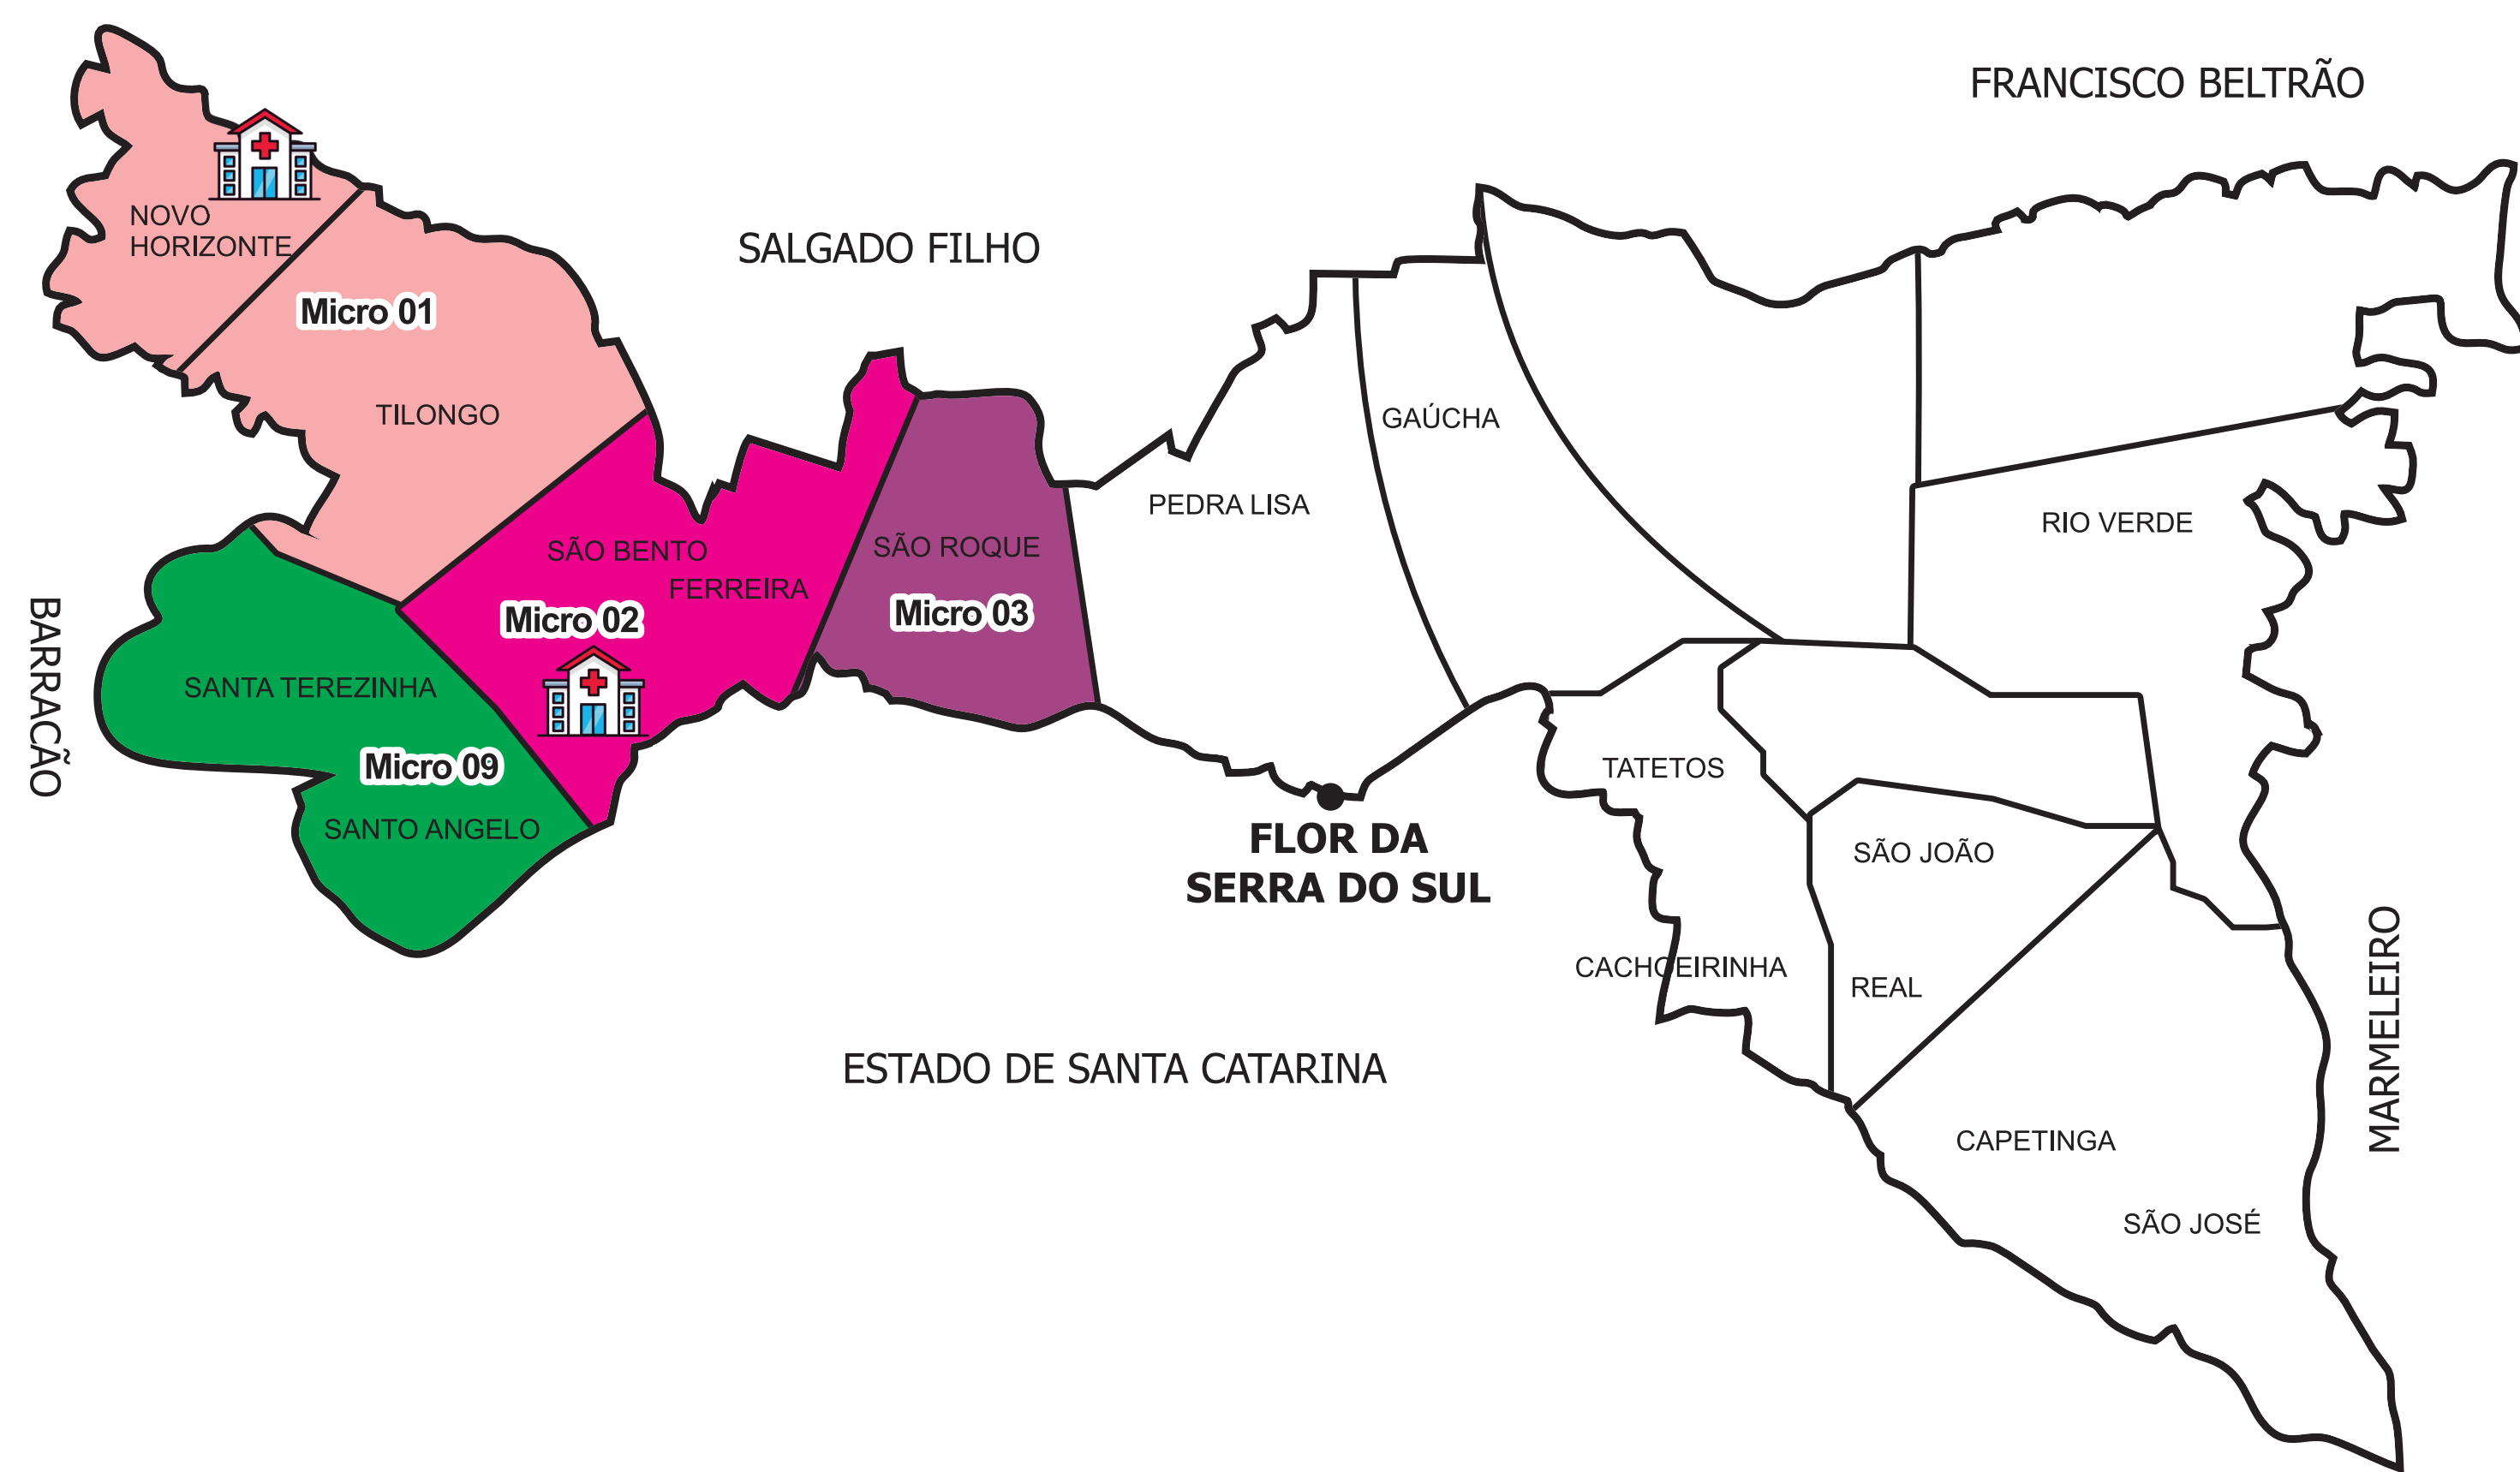 FRANCISCO BELTRÃO
NOVO
HORIZONTE
SALGADO FILHO
Micro 01
TILONGO
GAÚCHA
PEDRA LISA
RIO VERDE
SÃO BENTO
FERREIRA
SÃO ROQUE
Micro 02
Micro 03
BARRACÃO
SANTA TEREZINHA
Micro 09
SANTO ANGELO
TATETOS
FLOR DA
SERRA DO SUL
SÃO JOÃO
CACHOEIRINHA
REAL
MARMELEIRO
ESTADO DE SANTA CATARINA
CAPETINGA
SÃO JOSÉ